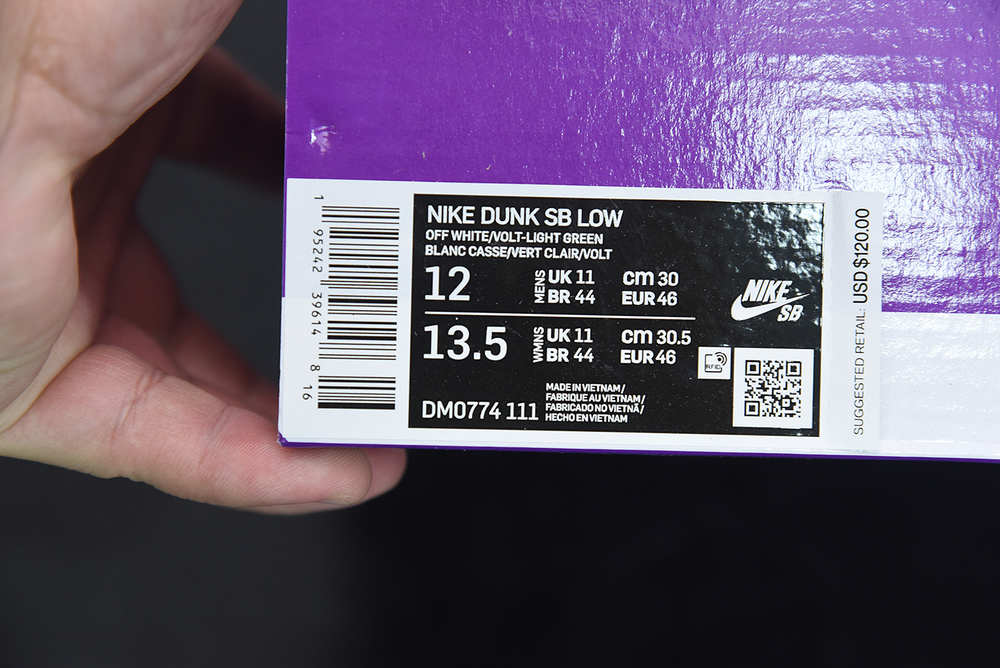 1 95242 39614 8 16
NIKE DUNK SB LOW
OFF WHITE/VOLT-LIGHT GREEN
BLANC CASSE/VERT CLAIR/VOLT
12 MENS UK 11 cm 30
BR 44 EUR 46
13.5 WMNS UK 11 cm 30.5
BR 44 EUR 46
DM0774 111
MADE IN VIETNAM/
FABRIQUE AU VIETNAM/
FABRICADO NO VIETNÃ/
HECHO EN VIETNAM
NIKE
SB
RFID
SUGGESTED RETAIL: USD $120.00